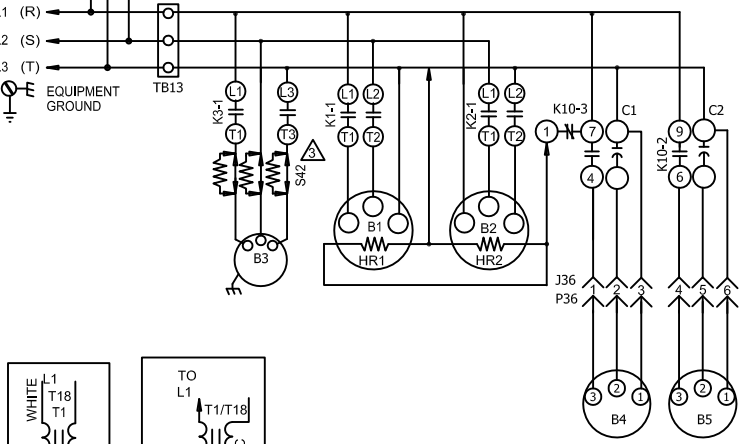 1 (R)
2 (S)
3 (T)
EQUIPMENT
GROUND
TB13
L1
L3
L1
L2
L1
L2
K3-1
K1-1
K2-1
K10-3
C1
C2
T1
T3
T1
T2
T1
T2
1
7
9
K10-2
3
S42
4
6
B1
B2
B3
HR1
HR2
J36
P36
1
2
3
4
5
6
3
2
1
3
2
1
B4
B5
WHITE
L1
T18
T1
TO
L1
T1/T18